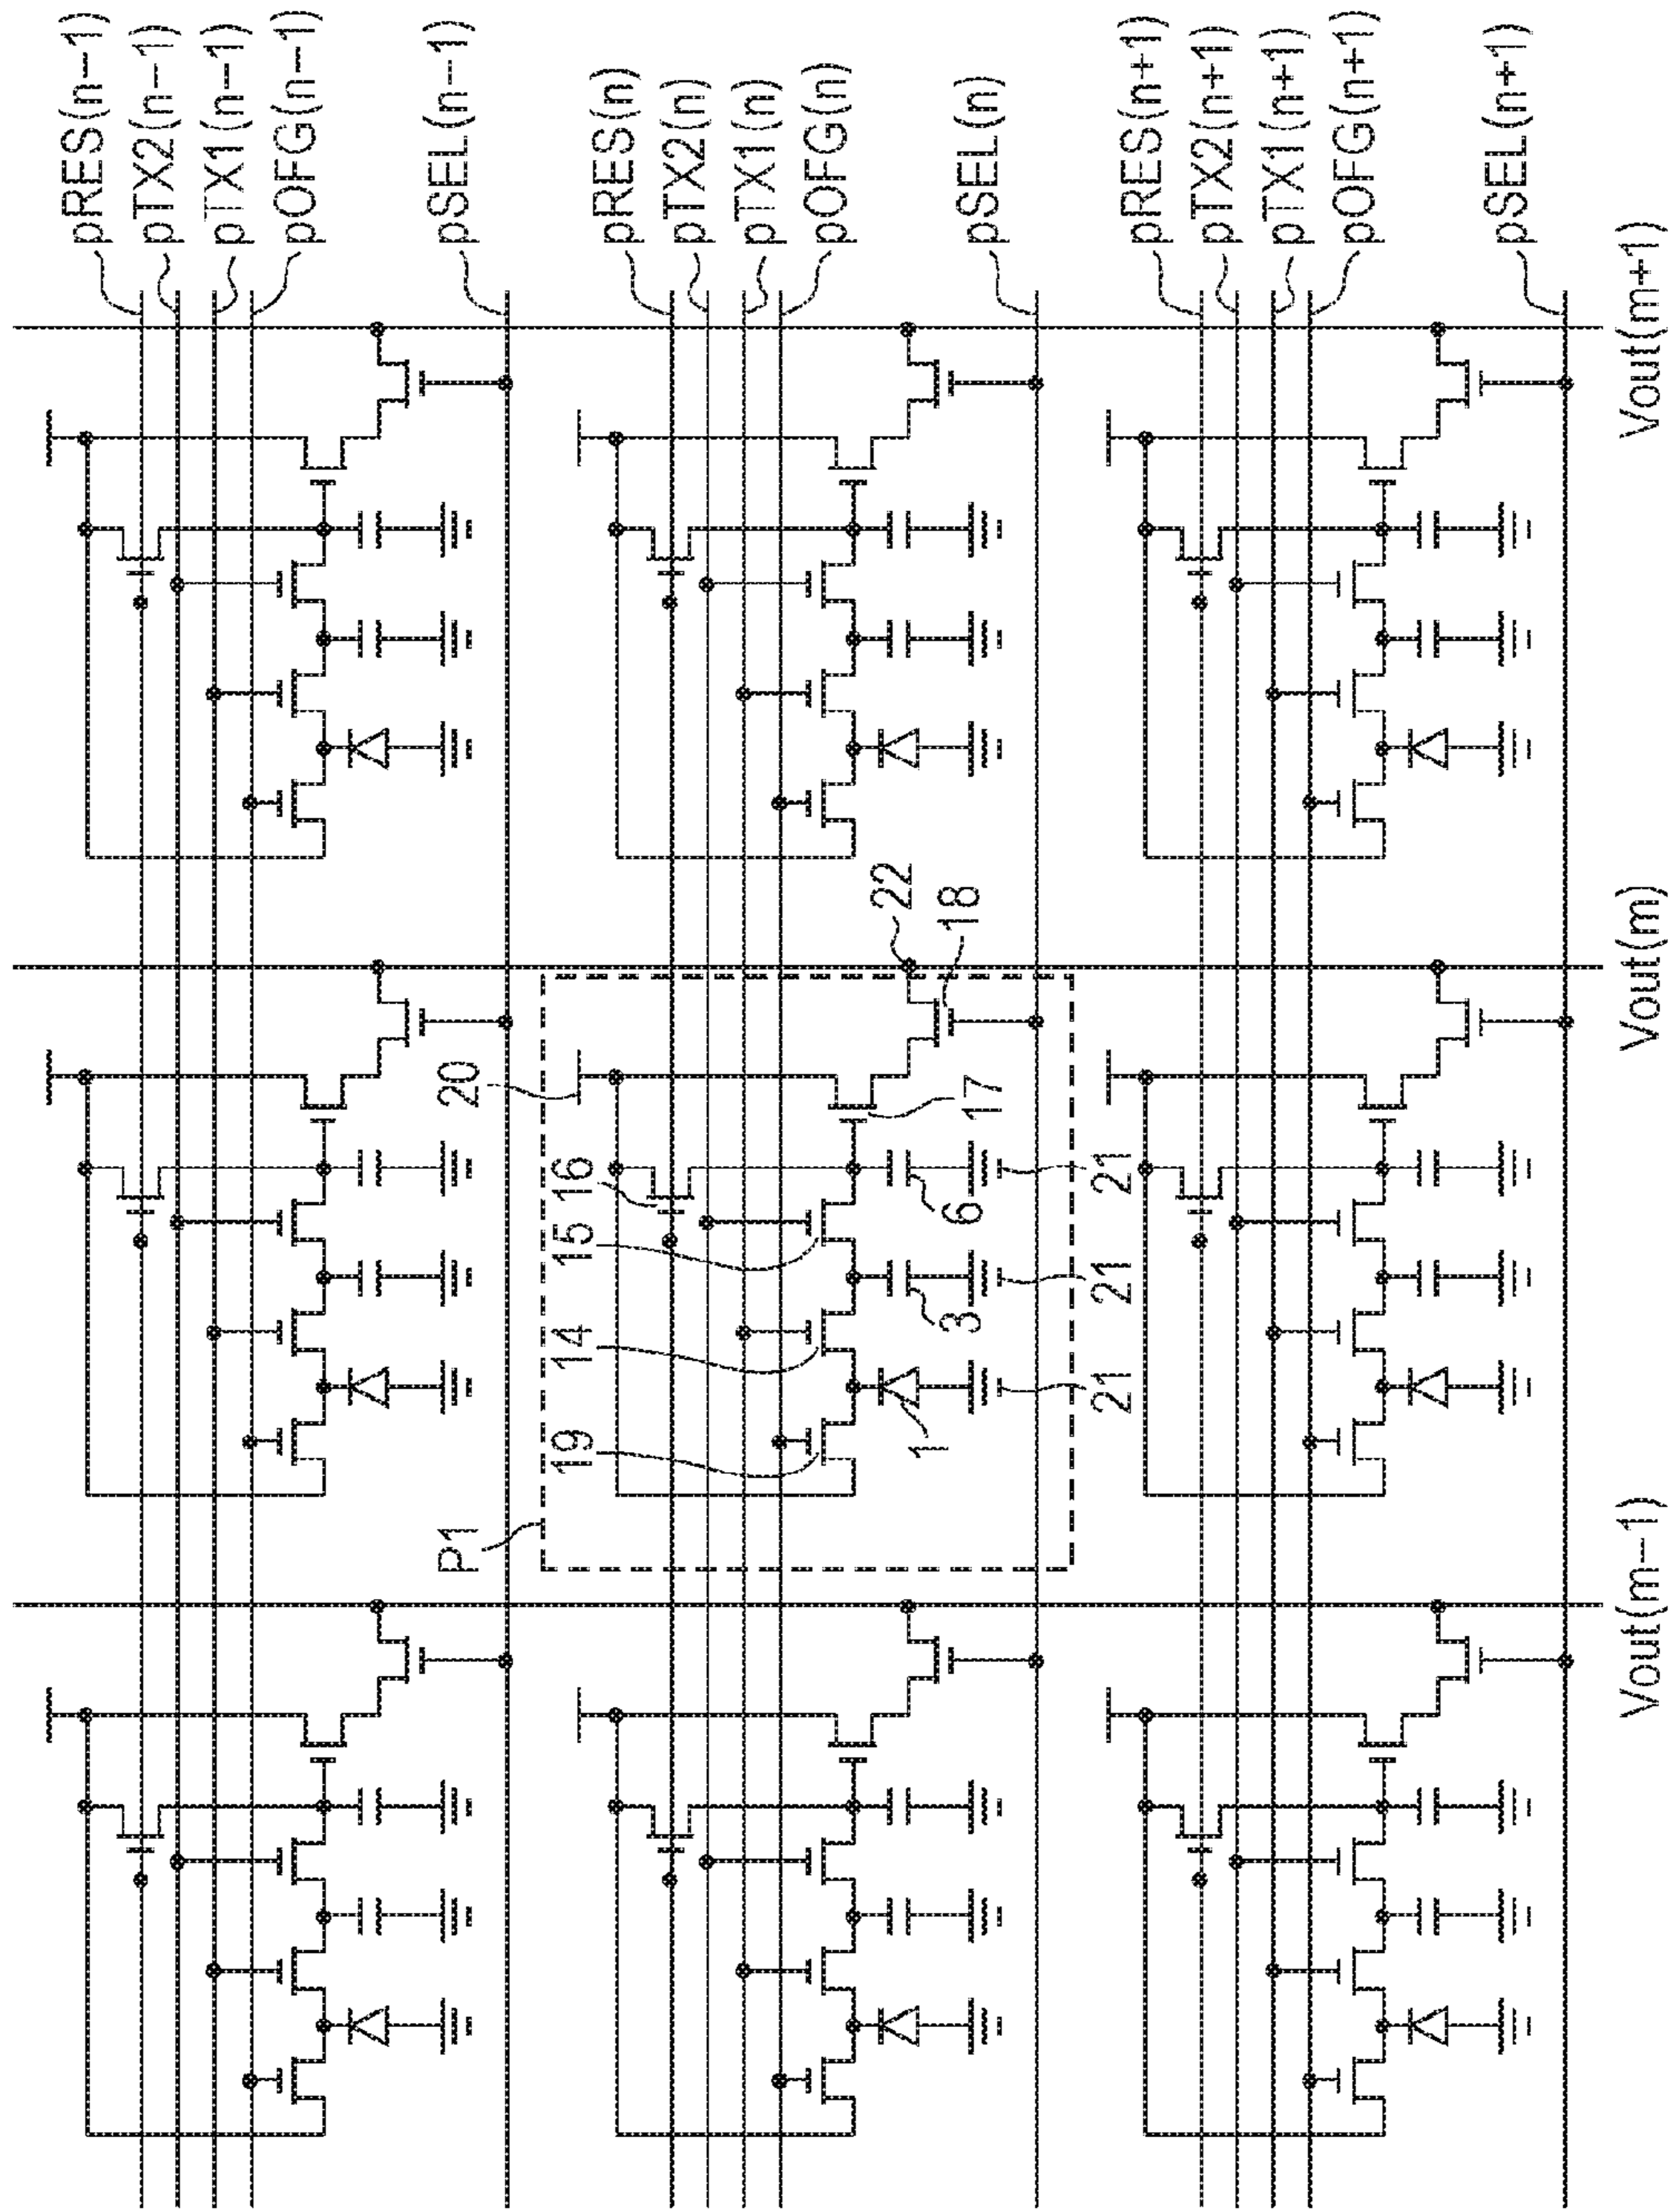 pRES(n-1)
pTX2(n-1)
pTX1(n-1)
pOFG(n-1)
pSEL(n-1)
pRES(n)
pTX2(n)
pTX1(n)
pOFG(n)
pSEL(n)
pRES(n+1)
pTX2(n+1)
pTX1(n+1)
pOFG(n+1)
pSEL(n+1)
P1
20
19
14
15
16
17
1
3
6
22
18
21
21
21
Vout(m-1)
Vout(m)
Vout(m+1)